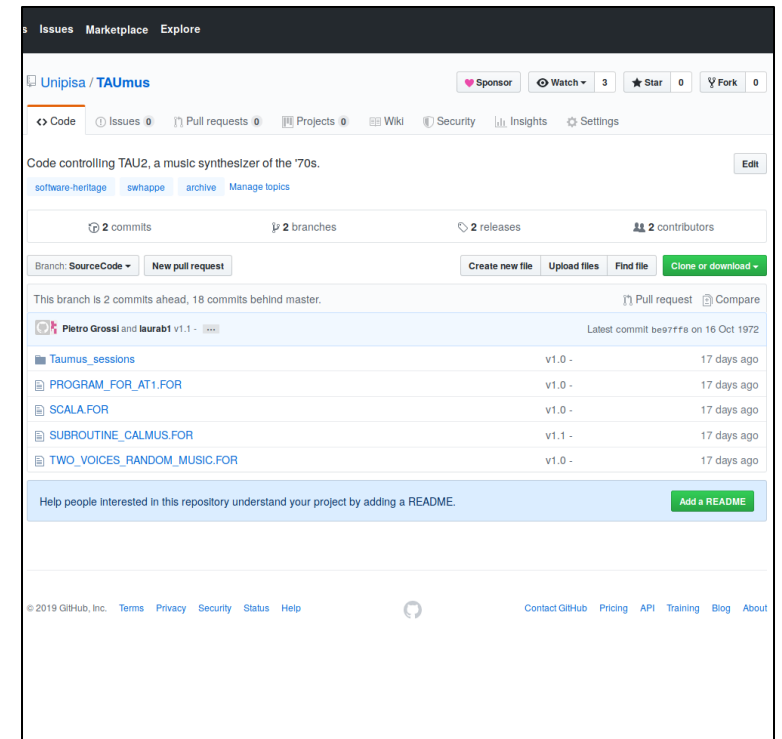 s Issues Marketplace Explore
Unipisa / TAUmus Sponsor Watch 3 Star 0 Fork 0
Code Issues 0 Pull requests 0 Projects 0 Wiki Security Insights Settings
Code controlling TAU2, a music synthesizer of the '70s. Edit
software-heritage swhappe archive Manage topics
2 commits 2 branches 2 releases 2 contributors
Branch: SourceCode New pull request Create new file Upload files Find file Clone or download
This branch is 2 commits ahead, 18 commits behind master. Pull request Compare
Pietro Grossi and laurab1 v1.1 - ... Latest commit be97ff8 on 16 Oct 1972
Taumus_sessions v1.0 - 17 days ago
PROGRAM_FOR_AT1.FOR v1.0 - 17 days ago
SCALA.FOR v1.0 - 17 days ago
SUBROUTINE_CALMUS.FOR v1.1 - 17 days ago
TWO_VOICES_RANDOM_MUSIC.FOR v1.0 - 17 days ago
Help people interested in this repository understand your project by adding a README. Add a README
© 2019 GitHub, Inc. Terms Privacy Security Status Help Contact GitHub Pricing API Training Blog About